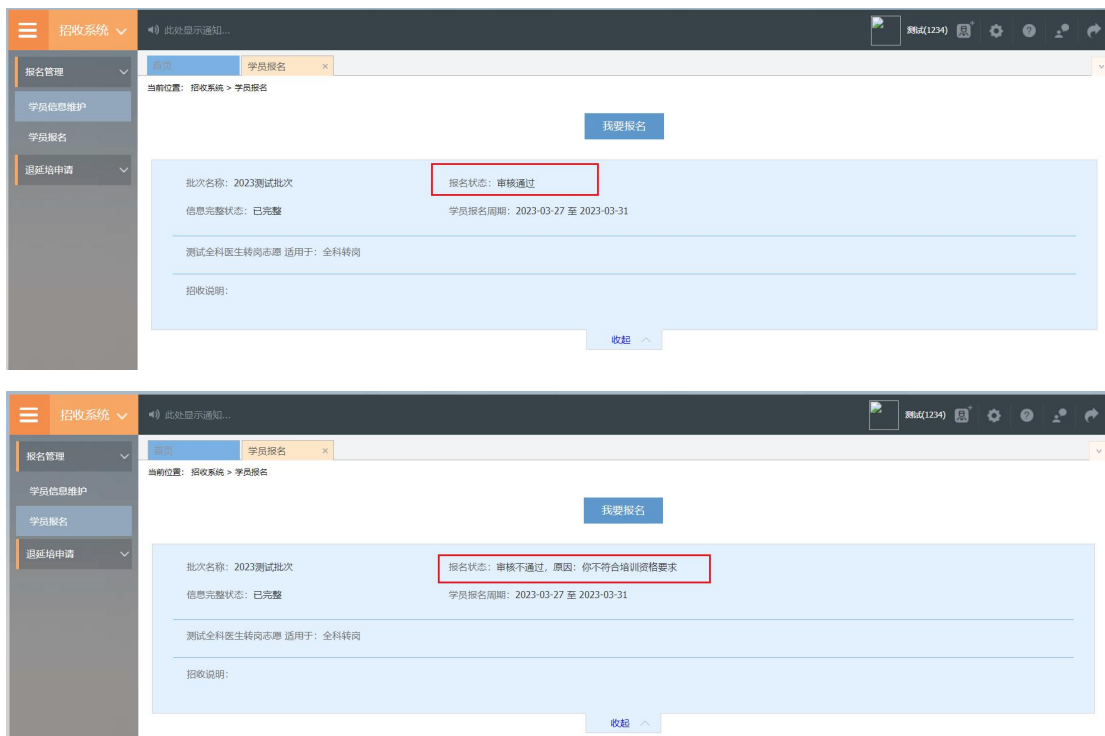 招收系统
此处显示通知...
测试(1234)
报名管理
首页
学员报名 ×
当前位置：招收系统 > 学员报名
学员信息维护
我要报名
学员报名
退延培申请
批次名称：2023测试批次
报名状态：审核通过
信息完整状态：已完整
学员报名周期：2023-03-27 至 2023-03-31
测试全科医生转岗志愿 适用于：全科转岗
招收说明：
收起
招收系统
此处显示通知...
测试(1234)
报名管理
首页
学员报名 ×
当前位置：招收系统 > 学员报名
学员信息维护
我要报名
学员报名
退延培申请
批次名称：2023测试批次
报名状态：审核不通过，原因：你不符合培训资格要求
信息完整状态：已完整
学员报名周期：2023-03-27 至 2023-03-31
测试全科医生转岗志愿 适用于：全科转岗
招收说明：
收起